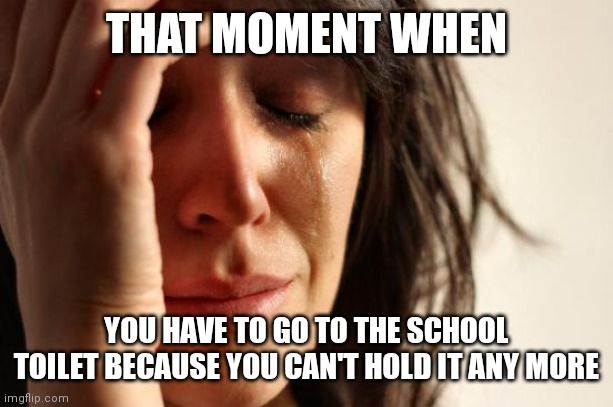 THAT MOMENT WHEN
YOU HAVE TO GO TO THE SCHOOL
TOILET BECAUSE YOU CAN'T HOLD IT ANY MORE
imgflip.com